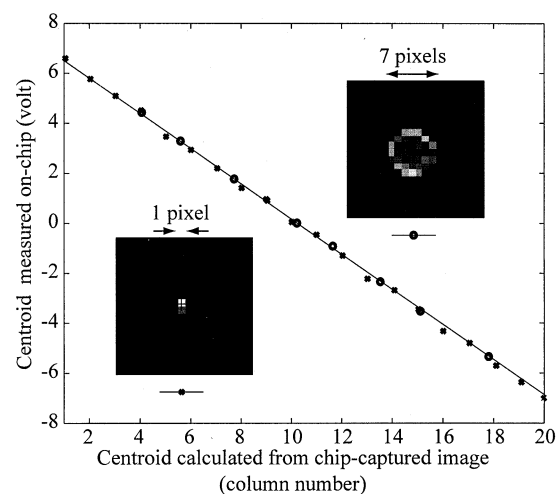 8
6
4
2
0
-2
-4
-6
-8
Centroid measured on-chip (volt)
7 pixels
1 pixel
2 4 6 8 10 12 14 16 18 20
Centroid calculated from chip-captured image
(column number)